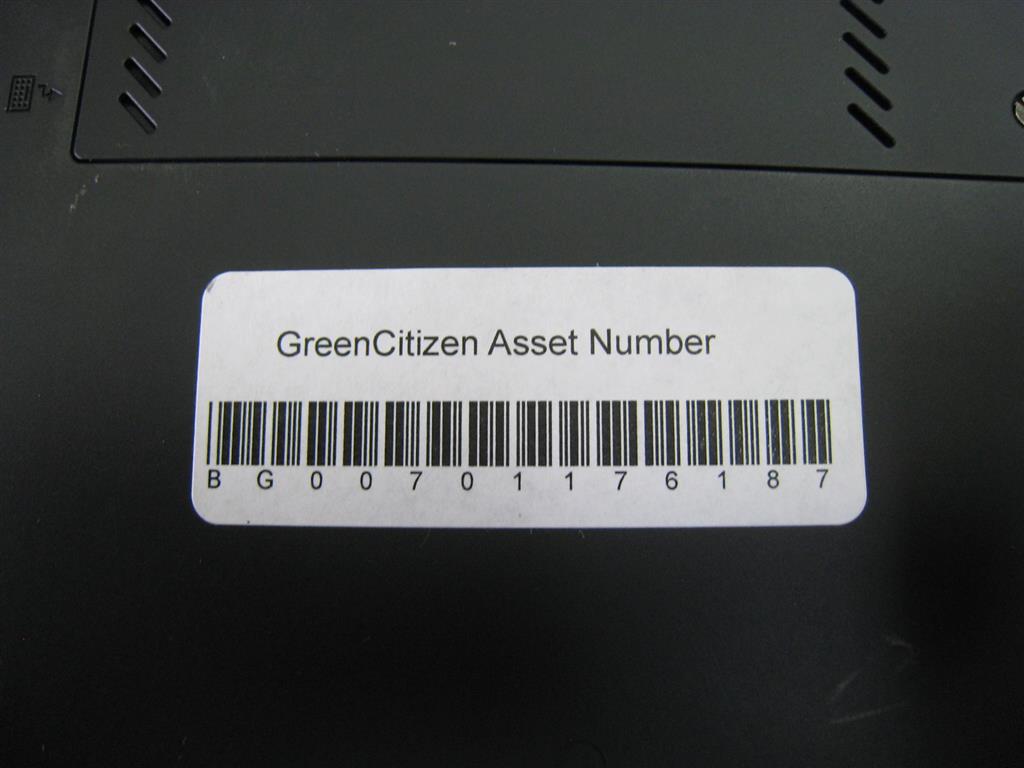 GreenCitizen Asset Number
B G 0 0 7 0 1 1 7 6 1 8 7